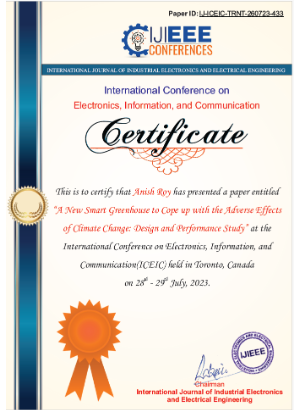 Paper ID: IJ-ICEIC-TRNT-260723-433
IJIEEE
CONFERENCES
INTERNATIONAL JOURNAL OF INDUSTRIAL ELECTRONICS AND ELECTRICAL ENGINEERING
International Conference on
Electronics, Information, and Communication
Certificate
This is to certify that Anish Roy has presented a paper entitled
"A New Smart Greenhouse to Cope up with the Adverse Effects
of Climate Change: Design and Performance Study" at the
International Conference on Electronics, Information, and
Communication(ICEIC) held in Toronto, Canada
on 28th - 29th July, 2023.
IJIEEE
Chairman
International Journal of Industrial Electronics
and Electrical Engineering